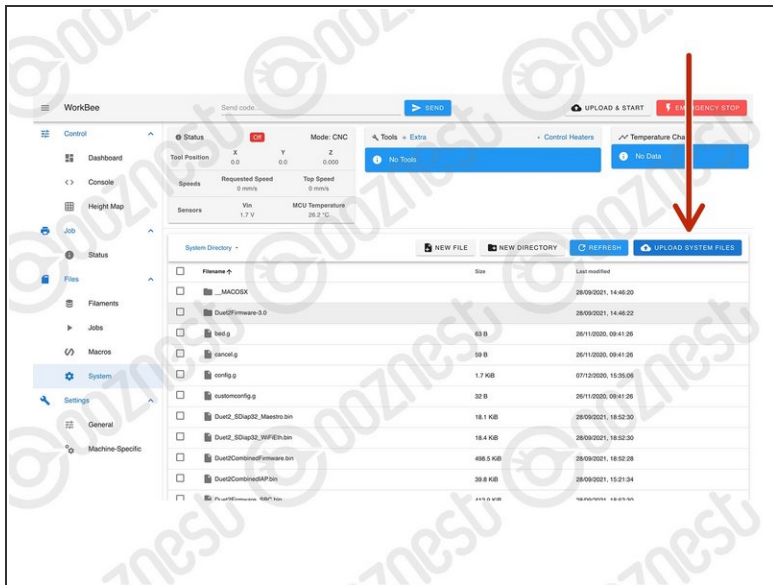 WorkBee
Send code...
SEND
UPLOAD & START
EMERGENCY STOP
Control
Dashboard
Console
Height Map
Job
Status
Files
Filaments
Jobs
Macros
System
Settings
General
Machine-Specific
Status Off Mode: CNC
Tool Position X Y Z
0.0 0.0 0.000
Speeds Requested Speed Top Speed
0 mm/s 0 mm/s
Sensors Vin MCU Temperature
1.7 V 26.2 °C
Tools + Extra Control Heaters
No Tools
Temperature Cha
No Data
System Directory
NEW FILE NEW DIRECTORY REFRESH UPLOAD SYSTEM FILES
Filename Size Last modified
__MACOSX 28/09/2021, 14:46:20
Duet2Firmware-3.0 28/09/2021, 14:46:22
bed.g 63 B 26/11/2020, 09:41:26
cancel.g 59 B 26/11/2020, 09:41:26
config.g 1.7 KiB 07/12/2020, 15:35:06
customconfig.g 32 B 26/11/2020, 09:41:26
Duet2_SDiap32_Maestro.bin 18.1 KiB 28/09/2021, 18:52:30
Duet2_SDiap32_WiFiEth.bin 18.4 KiB 28/09/2021, 18:52:30
Duet2CombinedFirmware.bin 498.5 KiB 28/09/2021, 18:52:28
Duet2CombinedIAP.bin 39.8 KiB 28/09/2021, 15:21:34
ooznest